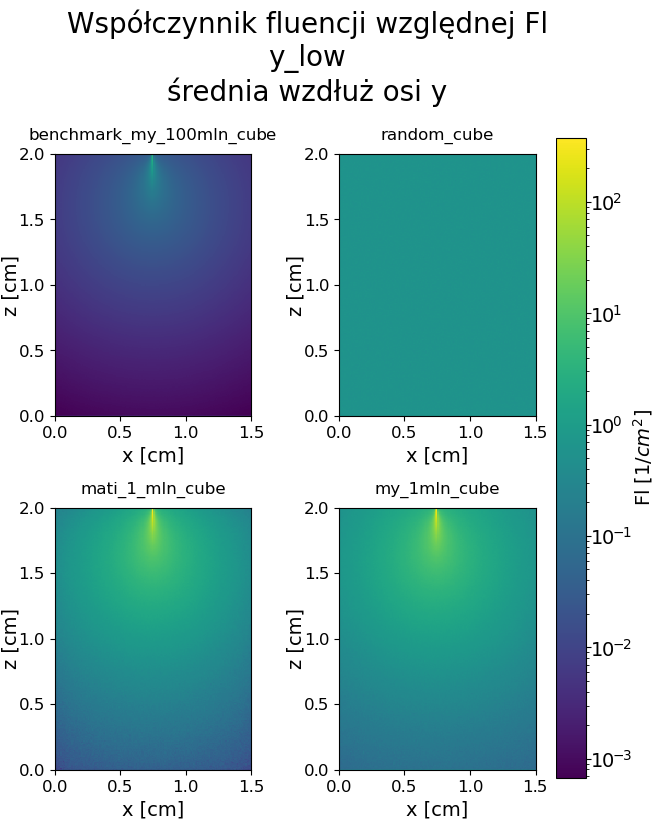 Współczynnik fluencji względnej Fl
y_low
średnia wzdłuż osi y
benchmark_my_100mln_cube
random_cube
2.0
1.5
1.0
0.5
0.0
z [cm]
0.0 0.5 1.0 1.5
x [cm]
2.0
1.5
1.0
0.5
0.0
z [cm]
0.0 0.5 1.0 1.5
x [cm]
mati_1_mln_cube
my_1mln_cube
2.0
1.5
1.0
0.5
0.0
z [cm]
0.0 0.5 1.0 1.5
x [cm]
2.0
1.5
1.0
0.5
0.0
z [cm]
0.0 0.5 1.0 1.5
x [cm]
10²
10¹
10⁰
10⁻¹
10⁻²
10⁻³
Fl [1/cm²]